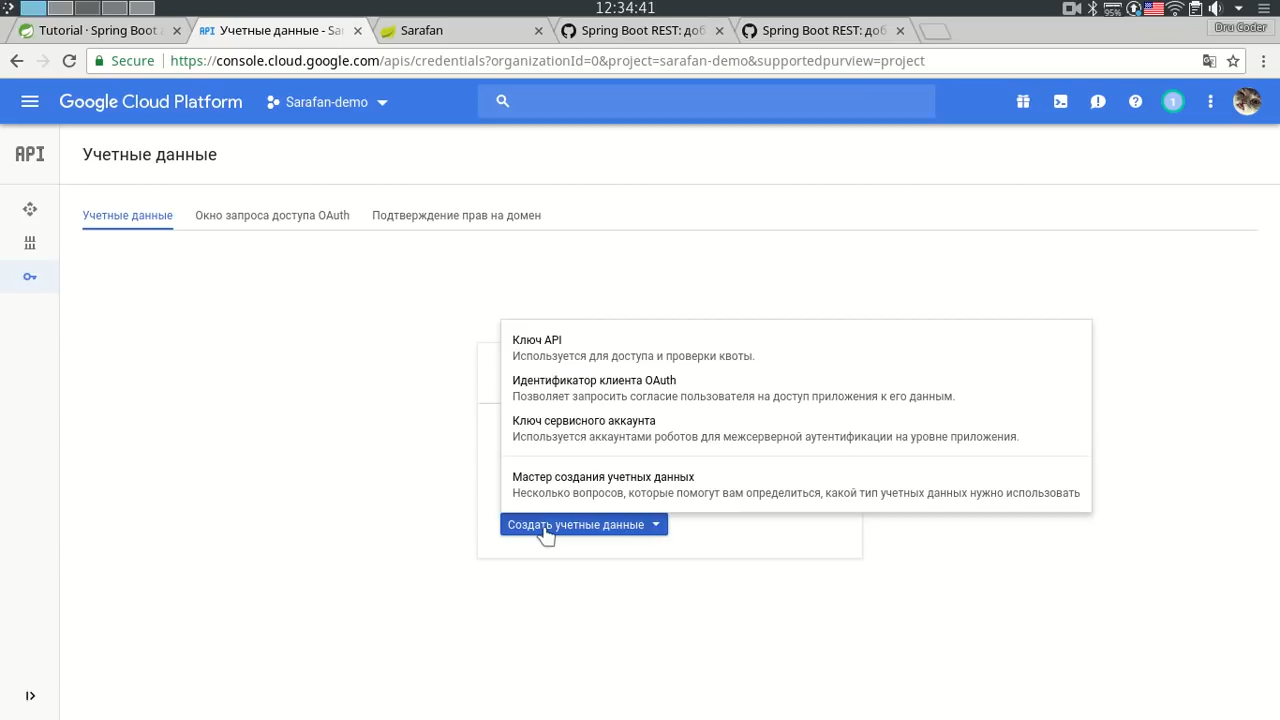 12:34:41
95%
Tutorial · Spring Boot
Учетные данные - Sar
Sarafan
Spring Boot REST: доб
Spring Boot REST: доб
Dru Coder
Secure
https://console.cloud.google.com/apis/credentials?organizationId=0&project=sarafan-demo&supportedpurview=project
Google Cloud Platform
Sarafan-demo
1
API
Учетные данные
Учетные данные
Окно запроса доступа OAuth
Подтверждение прав на домен
Ключ API
Используется для доступа и проверки квоты.
Идентификатор клиента OAuth
Позволяет запросить согласие пользователя на доступ приложения к его данным.
Ключ сервисного аккаунта
Используется аккаунтами роботов для межсерверной аутентификации на уровне приложения.
Мастер создания учетных данных
Несколько вопросов, которые помогут вам определиться, какой тип учетных данных нужно использовать
Создать учетные данные